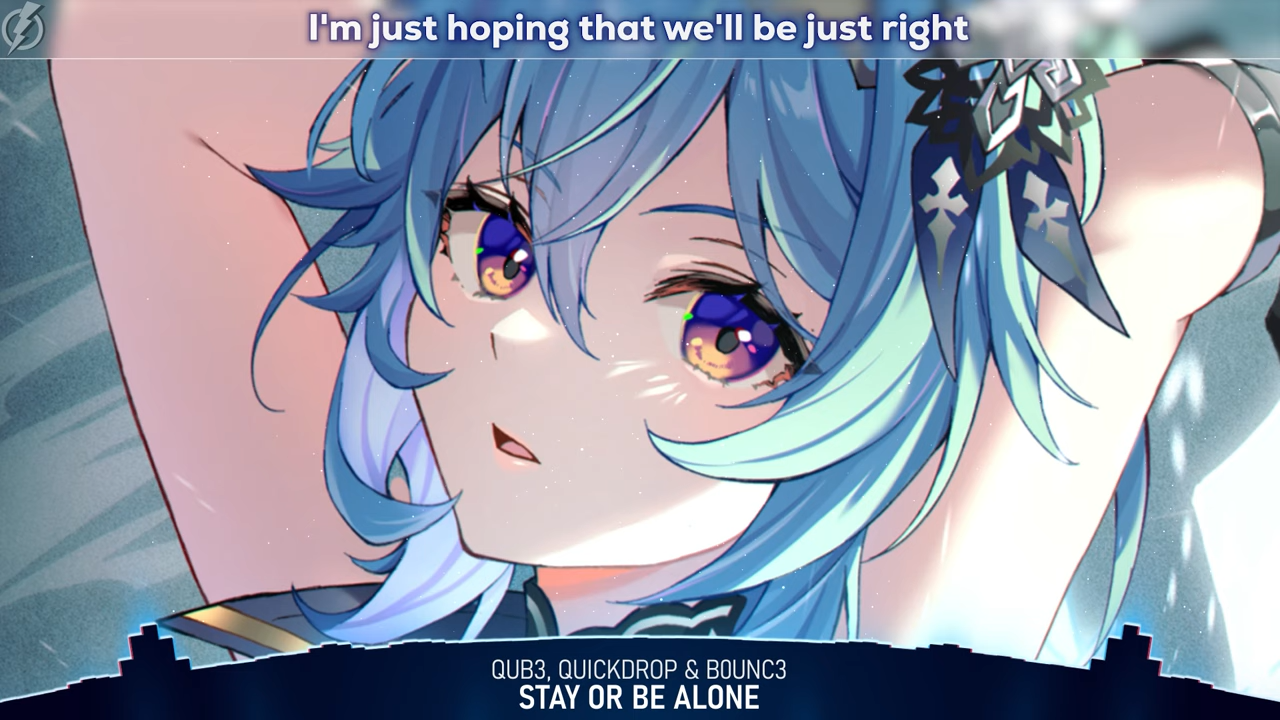 I'm just hoping that we'll be just right
QUB3, QUICKDROP & B0UNC3
STAY OR BE ALONE